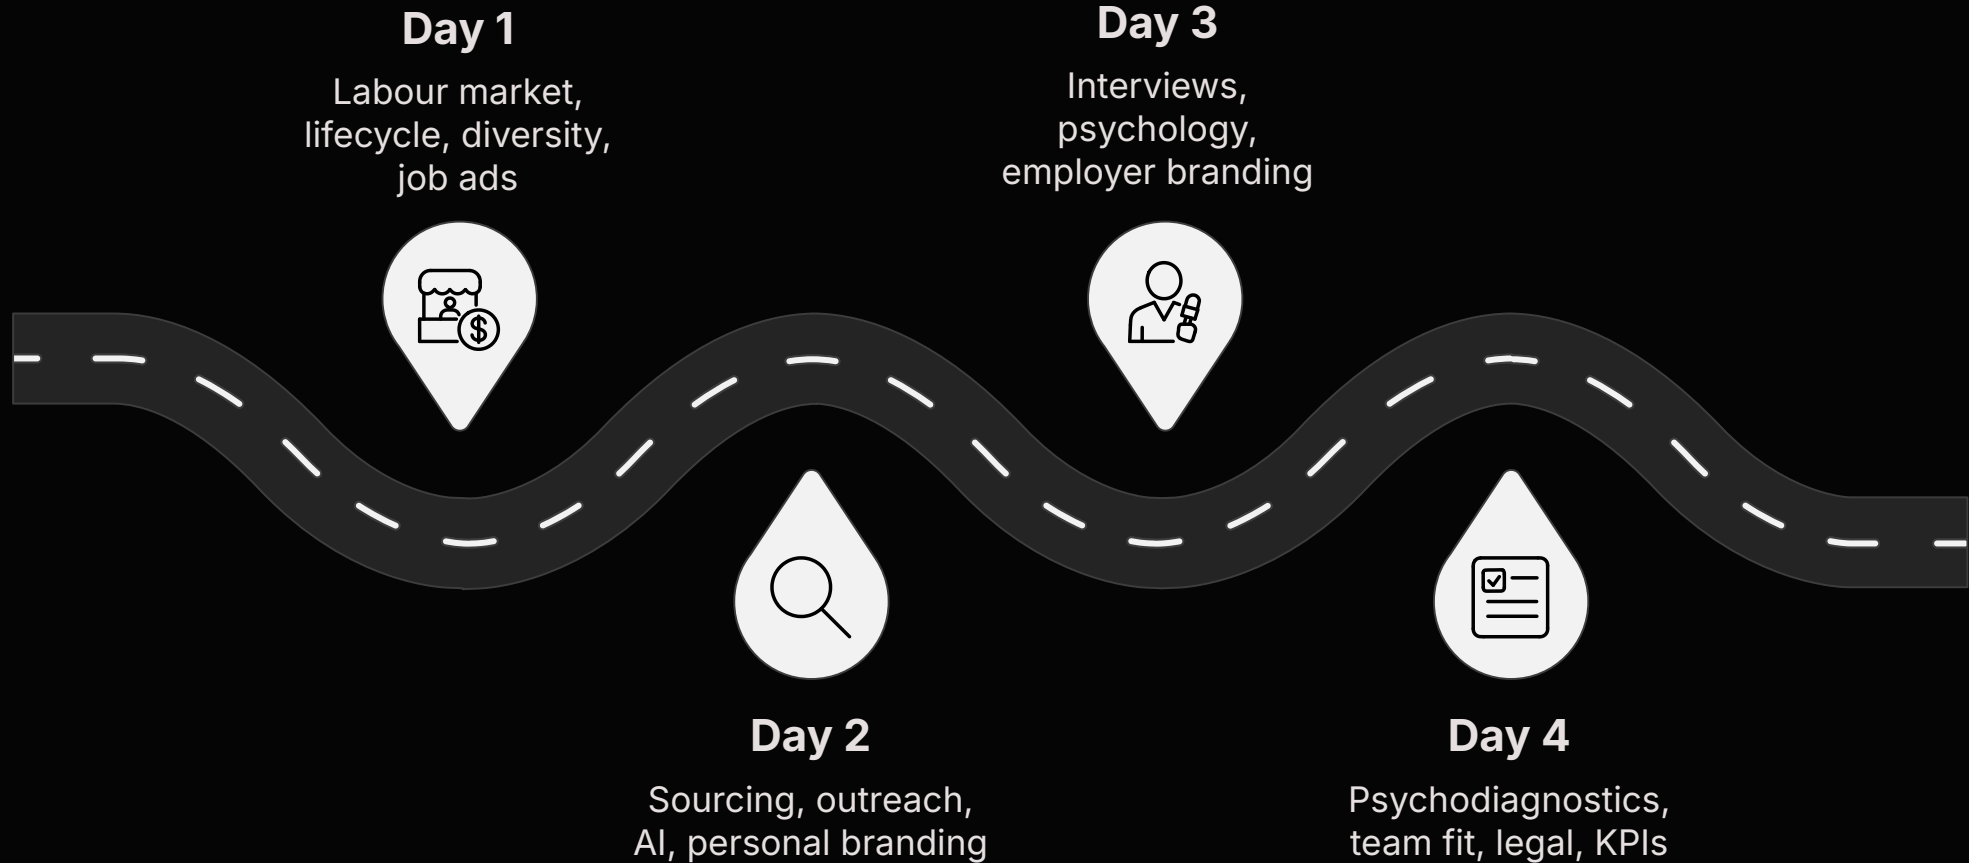 Day 1
Labour market,
lifecycle, diversity,
job ads
$
Day 2
Sourcing, outreach,
AI, personal branding
Day 3
Interviews,
psychology,
employer branding
Day 4
Psychodiagnostics,
team fit, legal, KPIs